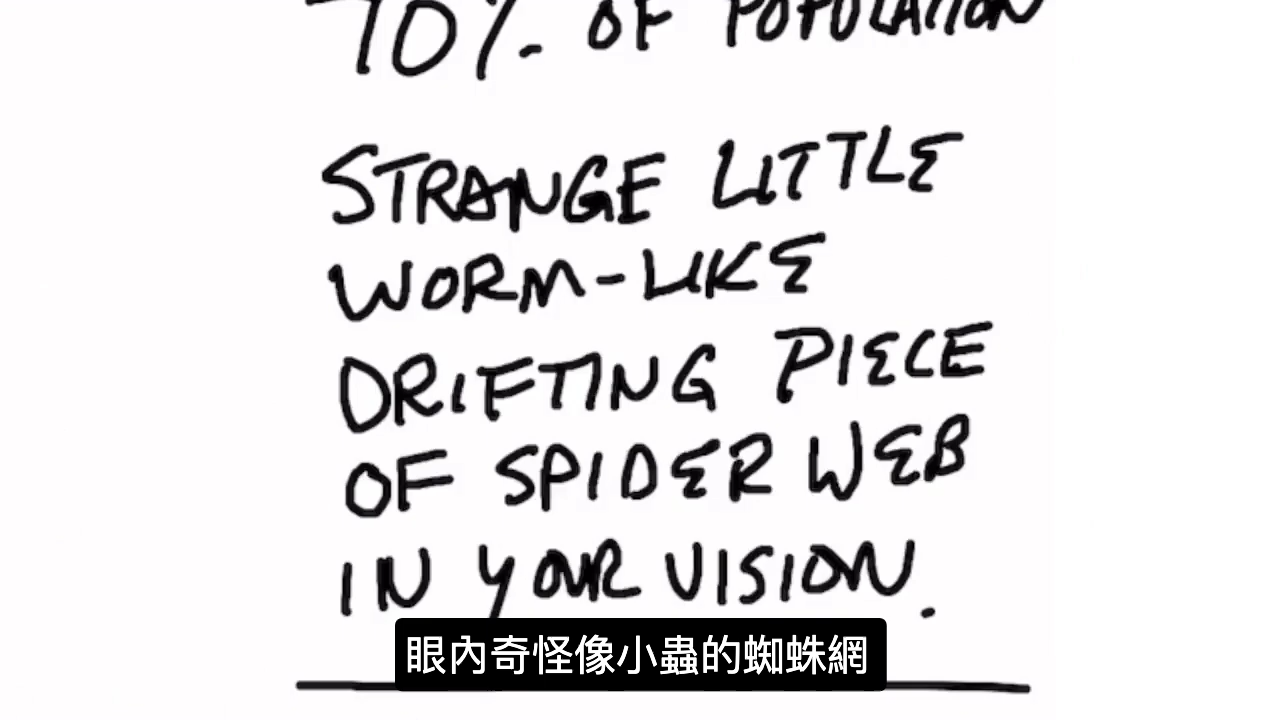 70% OF POPULATION
STRANGE LITTLE
WORM-LIKE
DRIFTING PIECE
OF SPIDER WEB
IN YOUR VISION.
眼內奇怪像小蟲的蜘蛛網